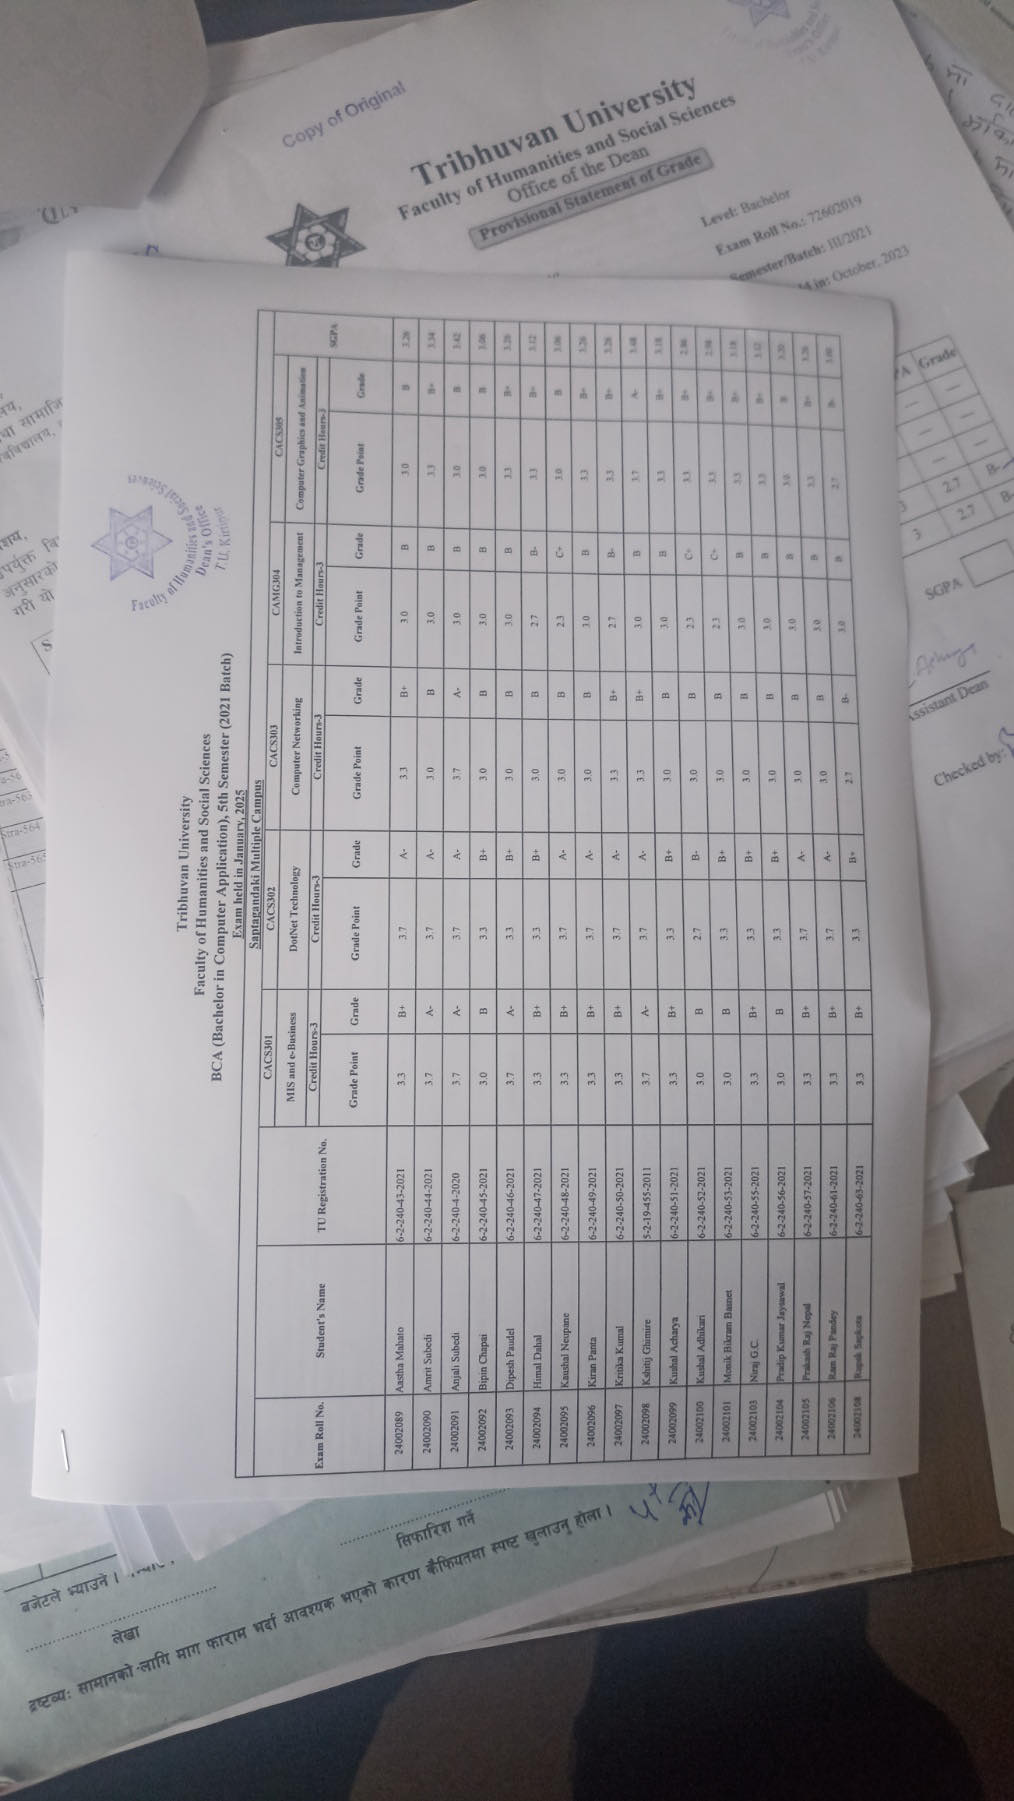 Faculty of Humanities and Social Sciences
Dean's Office
T.U. Kirtipur
Tribhuvan University
Faculty of Humanities and Social Sciences
BCA (Bachelor in Computer Application), 5th Semester (2021 Batch)
Exam held in January, 2025
Saptagandaki Multiple Campus
Exam Roll No. Student's Name TU Registration No. CACS301 CACS302 CACS303 CAMG304 CACS305 SGPA
MIS and e-Business DotNet Technology Computer Networking Introduction to Management Computer Graphics and Animation
Credit Hours-3 Credit Hours-3 Credit Hours-3 Credit Hours-3 Credit Hours-3
Grade Point Grade Grade Point Grade Grade Point Grade Grade Point Grade Grade Point Grade
24002089 Aastha Mahato 6-2-240-43-2021 3.3 B+ 3.7 A- 3.3 B+ 3.0 B 3.0 B 3.26
24002090 Amrit Subedi 6-2-240-44-2021 3.7 A- 3.7 A- 3.0 B 3.0 B 3.3 B+ 3.34
24002091 Anjali Subedi 6-2-240-4-2020 3.7 A- 3.7 A- 3.7 A- 3.0 B 3.0 B 3.42
24002092 Bipin Chapai 6-2-240-45-2021 3.0 B 3.3 B+ 3.0 B 3.0 B 3.0 B 3.06
24002093 Dipesh Paudel 6-2-240-46-2021 3.7 A- 3.3 B+ 3.0 B 3.0 B 3.3 B+ 3.26
24002094 Himal Dahal 6-2-240-47-2021 3.3 B+ 3.3 B+ 3.0 B 2.7 B- 3.3 B+ 3.12
24002095 Kaushal Neupane 6-2-240-48-2021 3.3 B+ 3.7 A- 3.0 B 2.3 C+ 3.0 B 3.06
24002096 Kiran Panta 6-2-240-49-2021 3.3 B+ 3.7 A- 3.0 B 3.0 B 3.3 B+ 3.26
24002097 Kritika Kumal 6-2-240-50-2021 3.3 B+ 3.7 A- 3.3 B+ 2.7 B- 3.3 B+ 3.26
24002098 Kshitij Ghimire 5-2-19-455-2011 3.7 A- 3.7 A- 3.3 B+ 3.0 B 3.7 A- 3.48
24002099 Kushal Acharya 6-2-240-51-2021 3.3 B+ 3.3 B+ 3.0 B 3.0 B 3.3 B+ 3.18
24002100 Kushal Adhikari 6-2-240-52-2021 3.0 B 2.7 B- 3.0 B 2.3 C+ 3.3 B+ 2.86
24002101 Monik Bikram Basnet 6-2-240-53-2021 3.0 B 3.3 B+ 3.0 B 2.3 C+ 3.3 B+ 2.98
24002103 Niraj G.C. 6-2-240-55-2021 3.3 B+ 3.3 B+ 3.0 B 3.0 B 3.3 B+ 3.18
24002104 Pradip Kumar Jaysawal 6-2-240-56-2021 3.0 B 3.3 B+ 3.0 B 3.0 B 3.3 B+ 3.12
24002105 Prakash Raj Nepal 6-2-240-57-2021 3.3 B+ 3.7 A- 3.0 B 3.0 B 3.0 B 3.20
24002106 Ram Raj Pandey 6-2-240-61-2021 3.3 B+ 3.7 A- 3.0 B 3.0 B 3.3 B+ 3.26
24002108 Rupak Sapkota 6-2-240-63-2021 3.3 B+ 3.3 B+ 2.7 B- 3.0 B 2.7 B- 3.00
Copy of Original
Tribhuvan University
Faculty of Humanities and Social Sciences
Office of the Dean
Provisional Statement of Grade
Level: Bachelor
Exam Roll No.: 72602019
Semester/Batch: III/2021
October, 2023
Checked by:
Assistant Dean
SGPA
Grade
3
2.7
2.7
B-
B-
लेखा
सिफारिश गर्ने